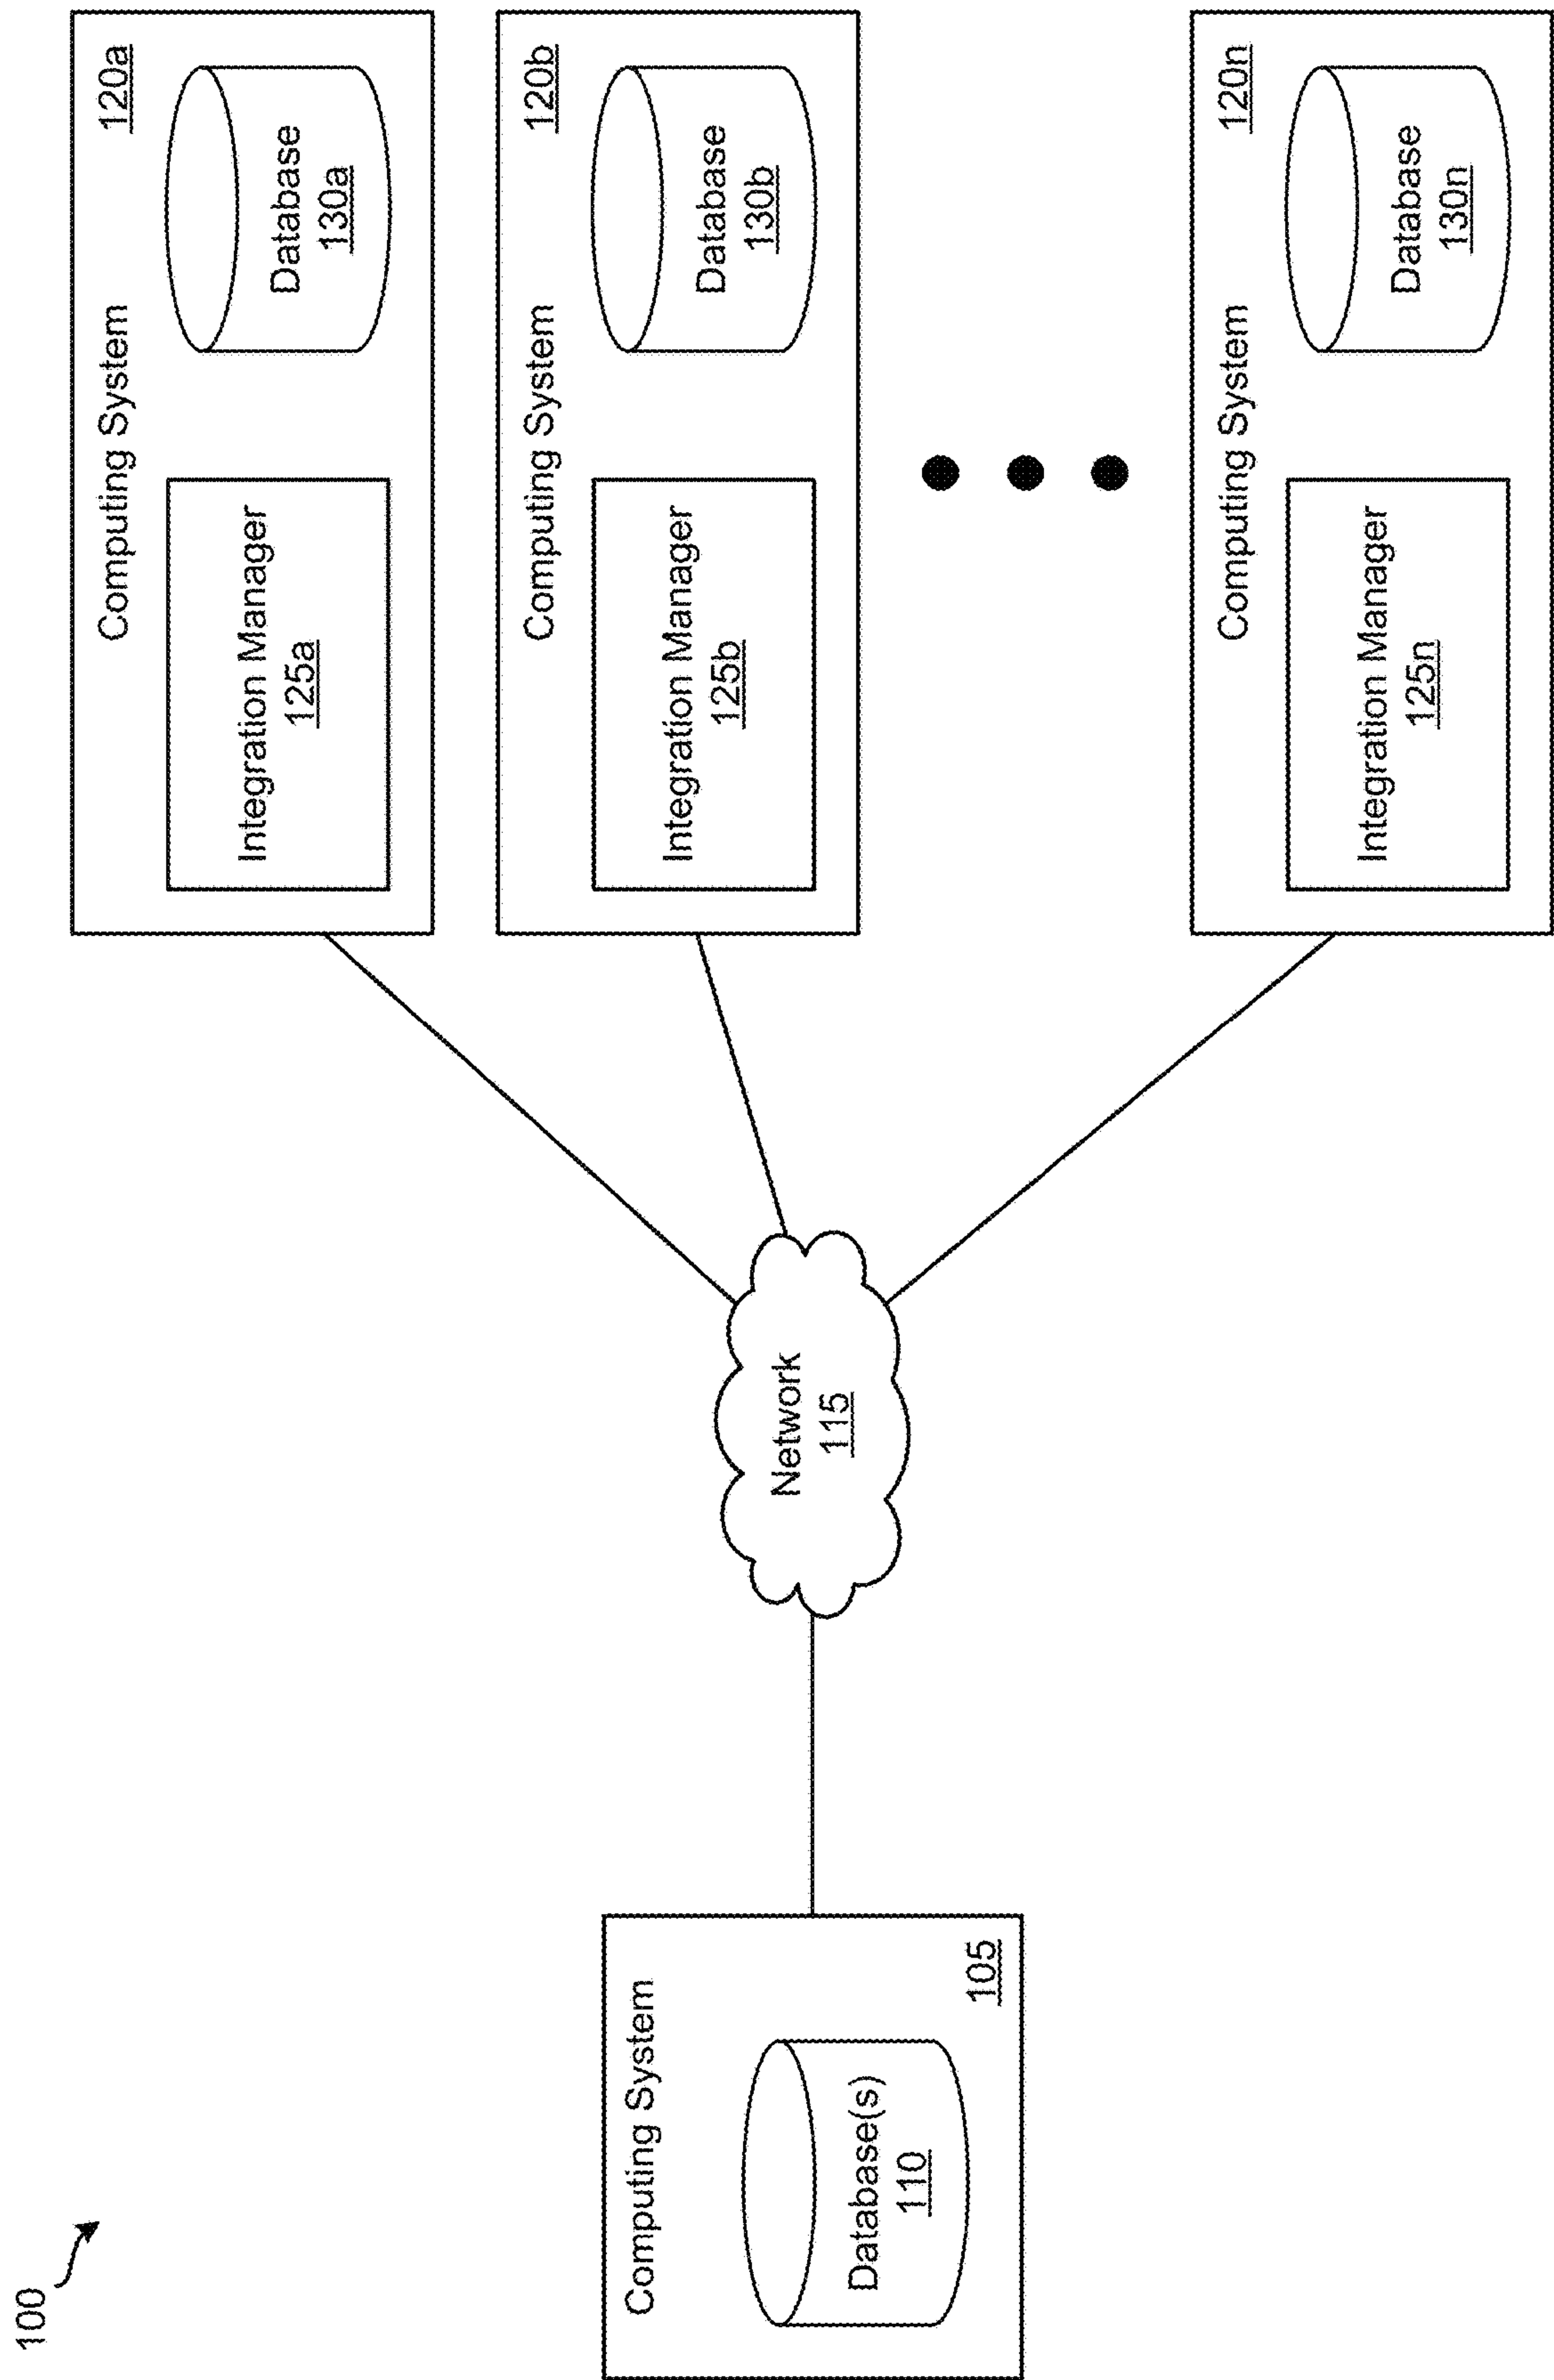 100
Computing System
Database(s)
110
105
Network
115
Computing System
120a
Integration Manager
125a
Database
130a
Computing System
120b
Integration Manager
125b
Database
130b
Computing System
120n
Integration Manager
125n
Database
130n